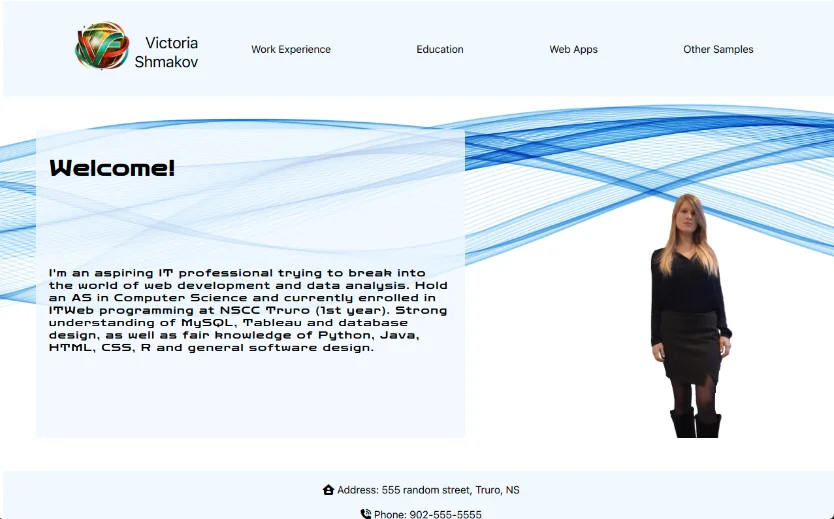 Victoria
Shmakov
Work Experience
Education
Web Apps
Other Samples
Welcome!
I'm an aspiring IT professional trying to break into
the world of web development and data analysis. Hold
an AS in Computer Science and currently enrolled in
ITWeb programming at NSCC Truro (1st year). Strong
understanding of MySQL, Tableau and database
design, as well as fair knowledge of Python, Java,
HTML, CSS, R and general software design.
Address: 555 random street, Truro, NS
Phone: 902-555-5555